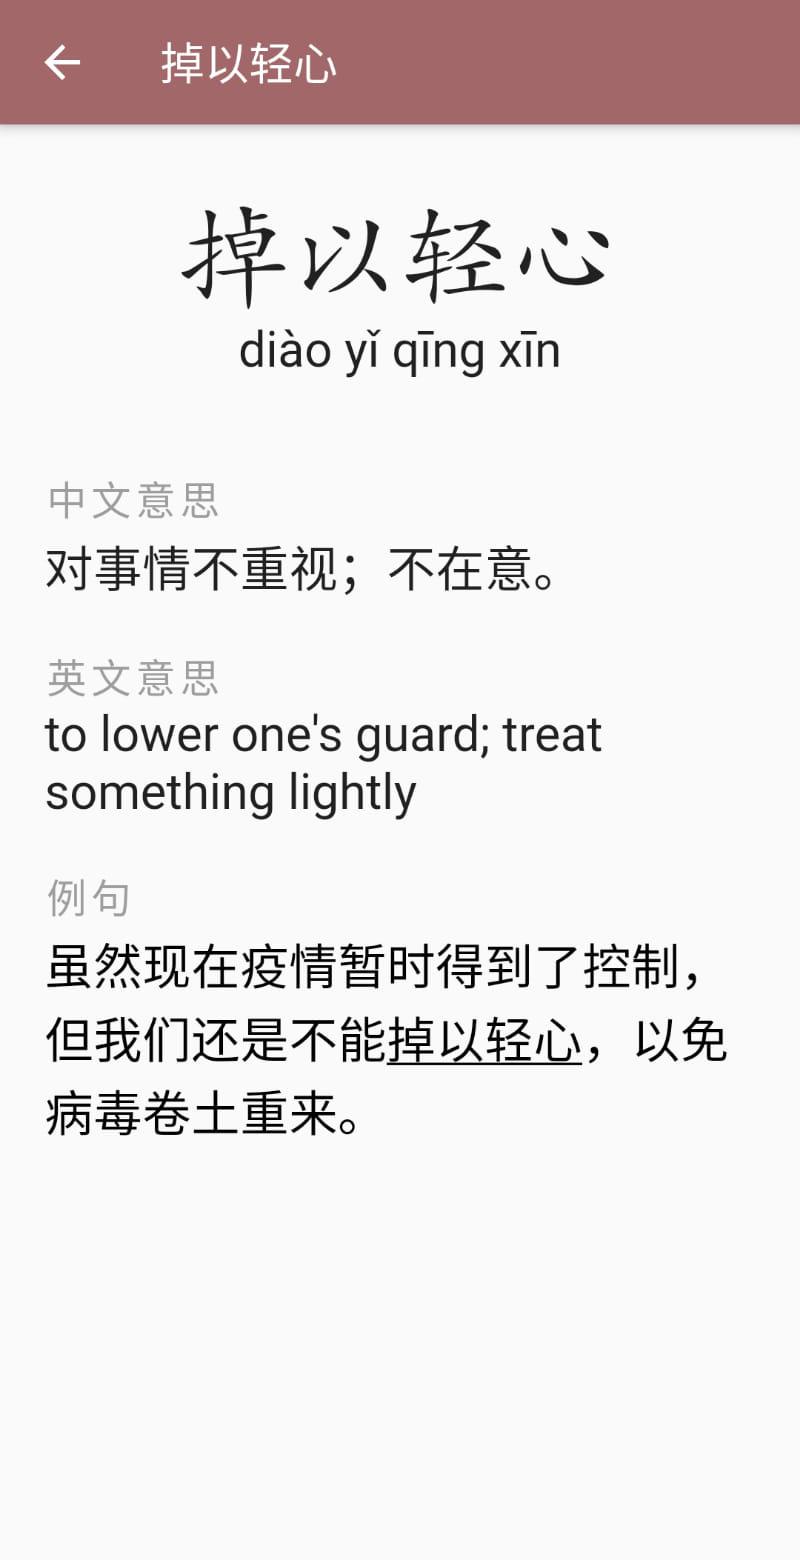 掉以轻心
掉以轻心
diào yǐ qīng xīn
中文意思
对事情不重视；不在意。
英文意思
to lower one's guard; treat
something lightly
例句
虽然现在疫情暂时得到了控制，
但我们还是不能掉以轻心，以免
病毒卷土重来。